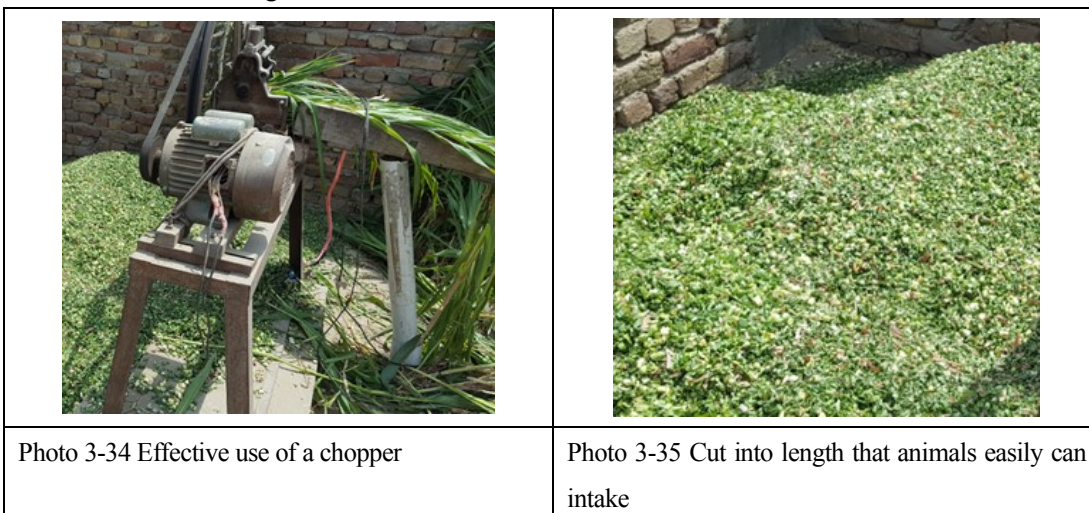 Photo 3-34 Effective use of a chopper
Photo 3-35 Cut into length that animals easily can
intake